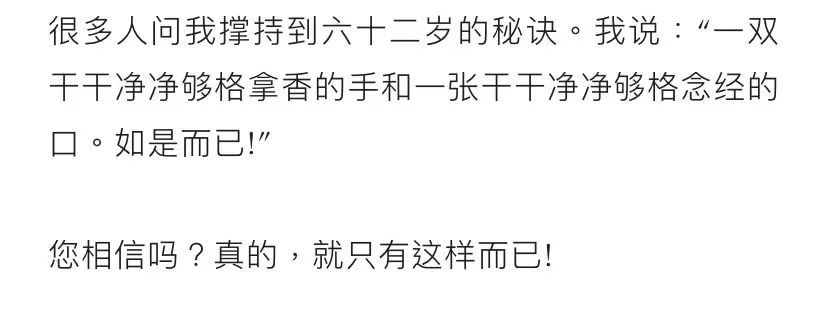 很多人问我撑持到六十二岁的秘诀。我说：“一双
干干净净够格拿香的手和一张干干净净够格念经的
口。如是而已!”
您相信吗？真的，就只有这样而已!